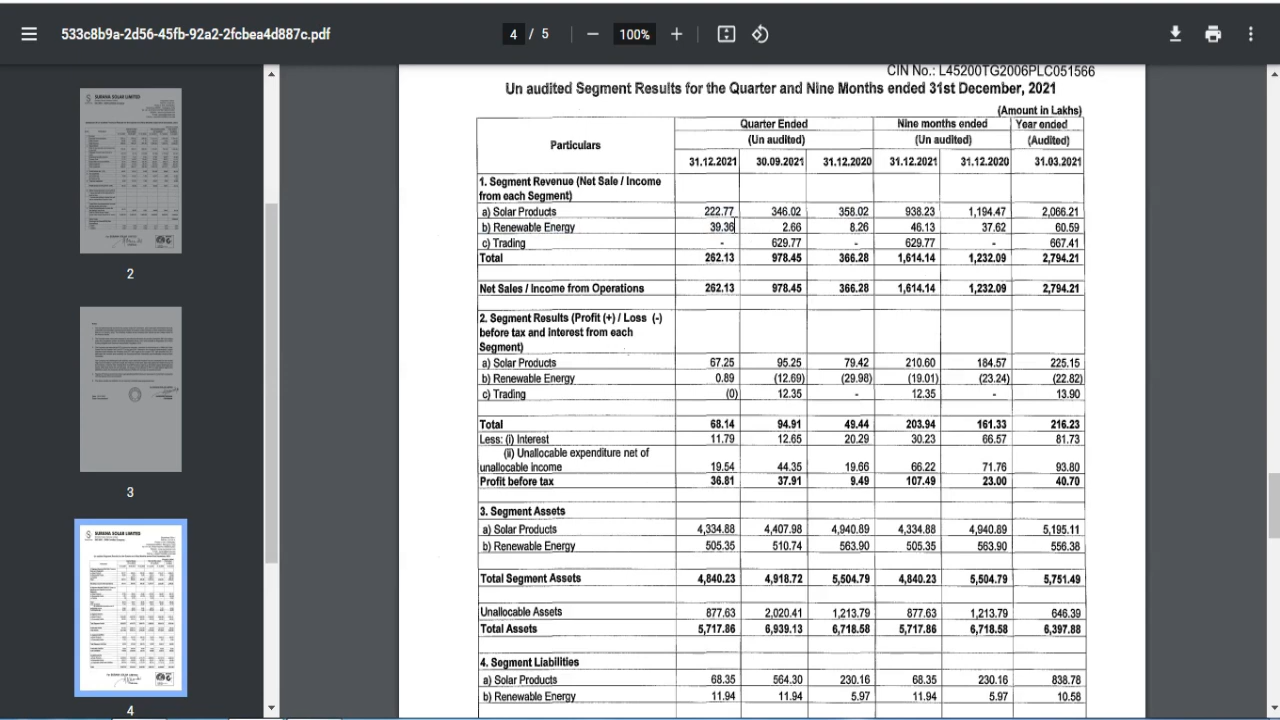 533c8b9a-2d56-45fb-92a2-2fcbea4d887c.pdf 4 / 5 100%
CIN No.: L45200TG2006PLC051566
Un audited Segment Results for the Quarter and Nine Months ended 31st December, 2021
(Amount in Lakhs)
Particulars Quarter Ended Nine months ended Year ended
(Un audited) (Un audited) (Audited)
31.12.2021 30.09.2021 31.12.2020 31.12.2021 31.12.2020 31.03.2021
1. Segment Revenue (Net Sale / Income
from each Segment)
a) Solar Products 222.77 346.02 358.02 938.23 1,194.47 2,066.21
b) Renewable Energy 39.36 2.66 8.26 46.13 37.62 60.59
c) Trading - 629.77 - 629.77 - 667.41
Total 262.13 978.45 366.28 1,614.14 1,232.09 2,794.21
Net Sales / Income from Operations 262.13 978.45 366.28 1,614.14 1,232.09 2,794.21
2. Segment Results (Profit (+) / Loss (-)
before tax and interest from each
Segment)
a) Solar Products 67.25 95.25 79.42 210.60 184.57 225.15
b) Renewable Energy 0.89 (12.69) (29.98) (19.01) (23.24) (22.82)
c) Trading (0) 12.35 - 12.35 - 13.90
Total 68.14 94.91 49.44 203.94 161.33 216.23
Less: (i) Interest 11.79 12.65 20.29 30.23 66.57 81.73
(ii) Unallocable expenditure net of
unallocable income 19.54 44.35 19.66 66.22 71.76 93.80
Profit before tax 36.81 37.91 9.49 107.49 23.00 40.70
3. Segment Assets
a) Solar Products 4,334.88 4,407.98 4,940.89 4,334.88 4,940.89 5,195.11
b) Renewable Energy 505.35 510.74 563.90 505.35 563.90 556.38
Total Segment Assets 4,840.23 4,918.72 5,504.79 4,840.23 5,504.79 5,751.49
Unallocable Assets 877.63 2,020.41 1,213.79 877.63 1,213.79 646.39
Total Assets 5,717.86 6,939.13 6,718.58 5,717.86 6,718.58 6,397.88
4. Segment Liabilities
a) Solar Products 68.35 564.30 230.16 68.35 230.16 838.78
b) Renewable Energy 11.94 11.94 5.97 11.94 5.97 10.58
SURANA SOLAR LIMITED
2
3
SURANA SOLAR LIMITED
4